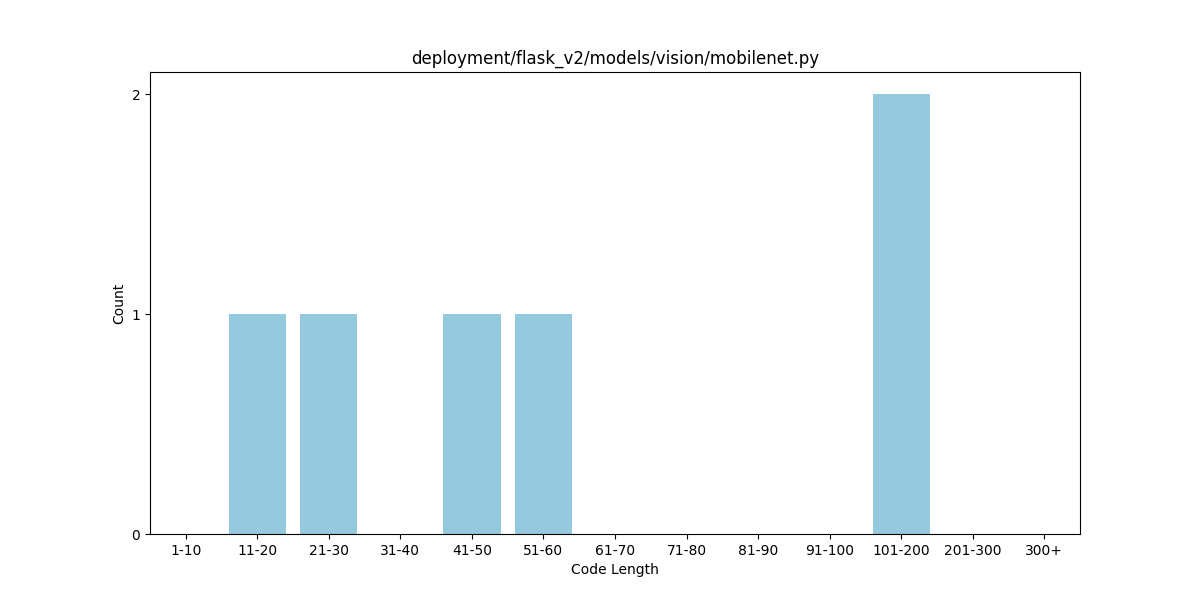 deployment/flask_v2/models/vision/mobilenet.py
2
1
0
Count
1-10 11-20 21-30 31-40 41-50 51-60 61-70 71-80 81-90 91-100 101-200 201-300 300+
Code Length